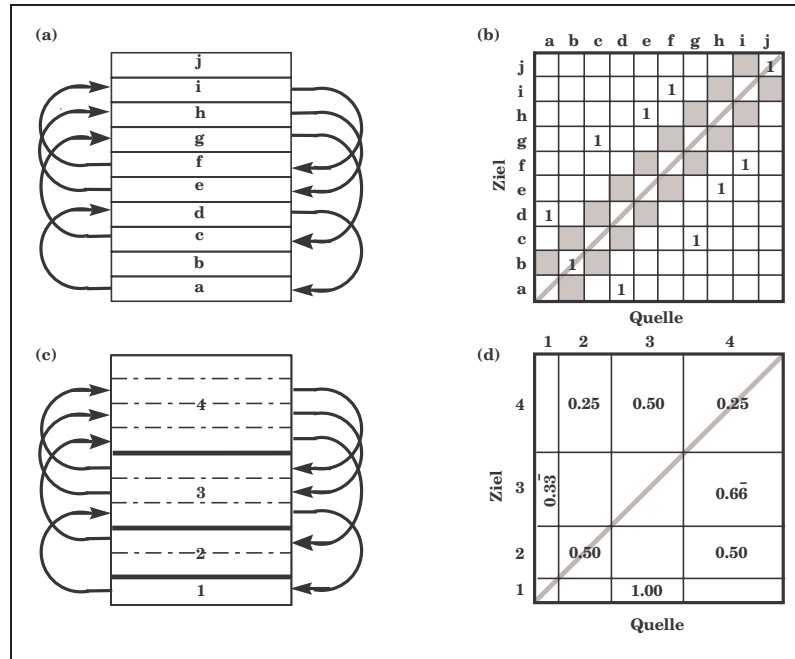 (a)
j
i
h
g
f
e
d
c
b
a
(b)
a b c d e f g h i j
j 1
i 1
h 1
g 1
f 1
e 1
d 1
c 1
b 1
a 1
Ziel
Quelle
(c)
4
3
2
1
(d)
1 2 3 4
4 0.25 0.50 0.25
3 0.33̅ 0.66̅
2 0.50 0.50
1 1.00
Ziel
Quelle